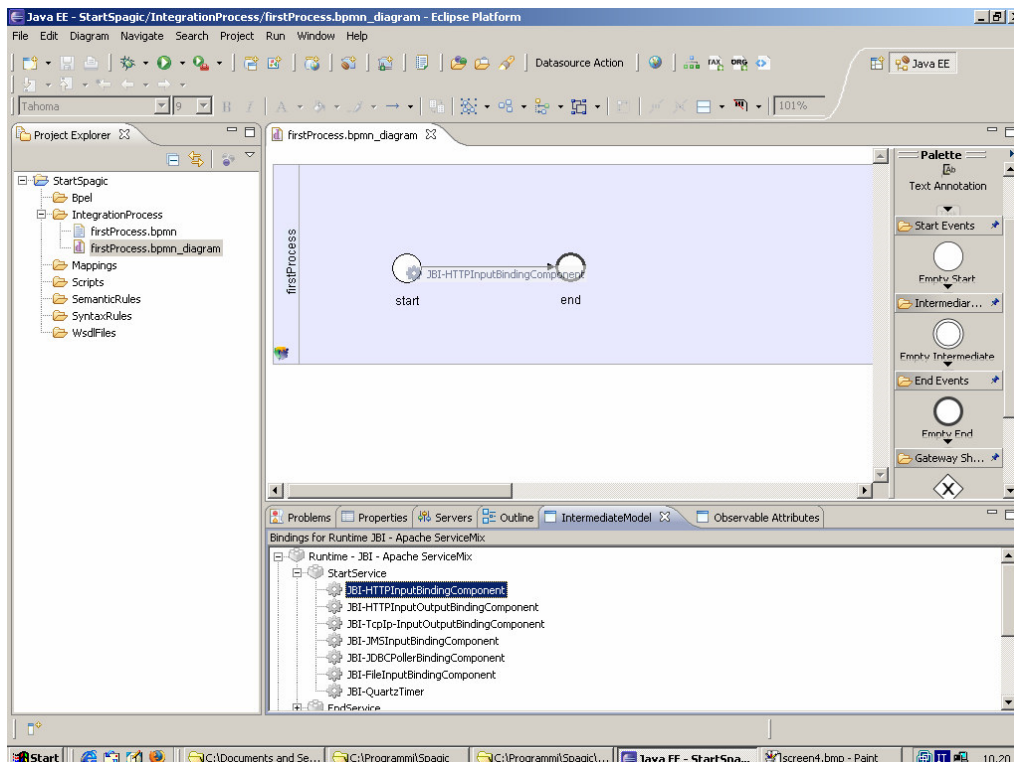 Java EE - StartSpagic/IntegrationProcess/firstProcess.bpmn_diagram - Eclipse Platform
File Edit Diagram Navigate Search Project Run Window Help
Datasource Action
FAX
ORG
Java EE
Tahoma
9
B
I
A
101%
Project Explorer
firstProcess.bpmn_diagram
StartSpagic
Bpel
IntegrationProcess
firstProcess.bpmn
firstProcess.bpmn_diagram
Mappings
Scripts
SemanticRules
SyntaxRules
WsdlFiles
firstProcess
JBI-HTTPInputBindingComponent
start
end
Palette
Text Annotation
Start Events
Empty Start
Intermediar...
Empty Intermediate
End Events
Empty End
Gateway Sh...
X
Problems Properties Servers Outline IntermediateModel Observable Attributes
Bindings for Runtime JBI - Apache ServiceMix
Runtime - JBI - Apache ServiceMix
StartService
JBI-HTTPInputBindingComponent
JBI-HTTPInputOutputBindingComponent
JBI-TcpIp-InputOutputBindingComponent
JBI-JMSInputBindingComponent
JBI-JDBCPollerBindingComponent
JBI-FileInputBindingComponent
JBI-QuartzTimer
EndService
Start
C:\Documents and Se...
C:\Programmi\Spagic
C:\Programmi\Spagic\...
Java EE - StartSpa...
screen4.bmp - Paint
IT
10.20